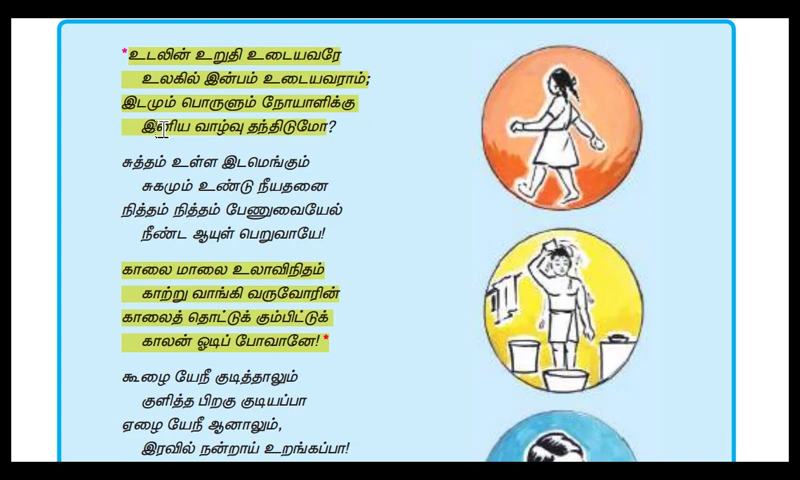 *உடலின் உறுதி உடையவரே
உலகில் இன்பம் உடையவராம்;
இடமும் பொருளும் நோயாளிக்கு
இனிய வாழ்வு தந்திடுமோ?
சுத்தம் உள்ள இடமெங்கும்
சுகமும் உண்டு நீயதனை
நித்தம் நித்தம் பேணுவையேல்
நீண்ட ஆயுள் பெறுவாயே!
காலை மாலை உலாவிநிதம்
காற்று வாங்கி வருவோரின்
காலைத் தொட்டுக் கும்பிட்டுக்
காலன் ஓடிப் போவானே! *
கூழை யேநீ குடித்தாலும்
குளித்த பிறகு குடியப்பா
ஏழை யேநீ ஆனாலும்,
இரவில் நன்றாய் உறங்கப்பா!